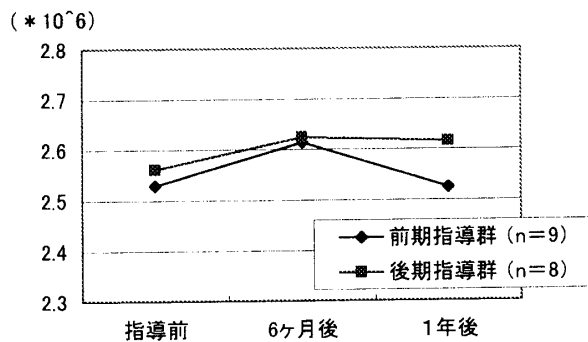 (*10^6)
2.8
2.7
2.6
2.5
2.4
2.3
指導前 6ヶ月後 1年後
前期指導群 (n=9)
後期指導群 (n=8)